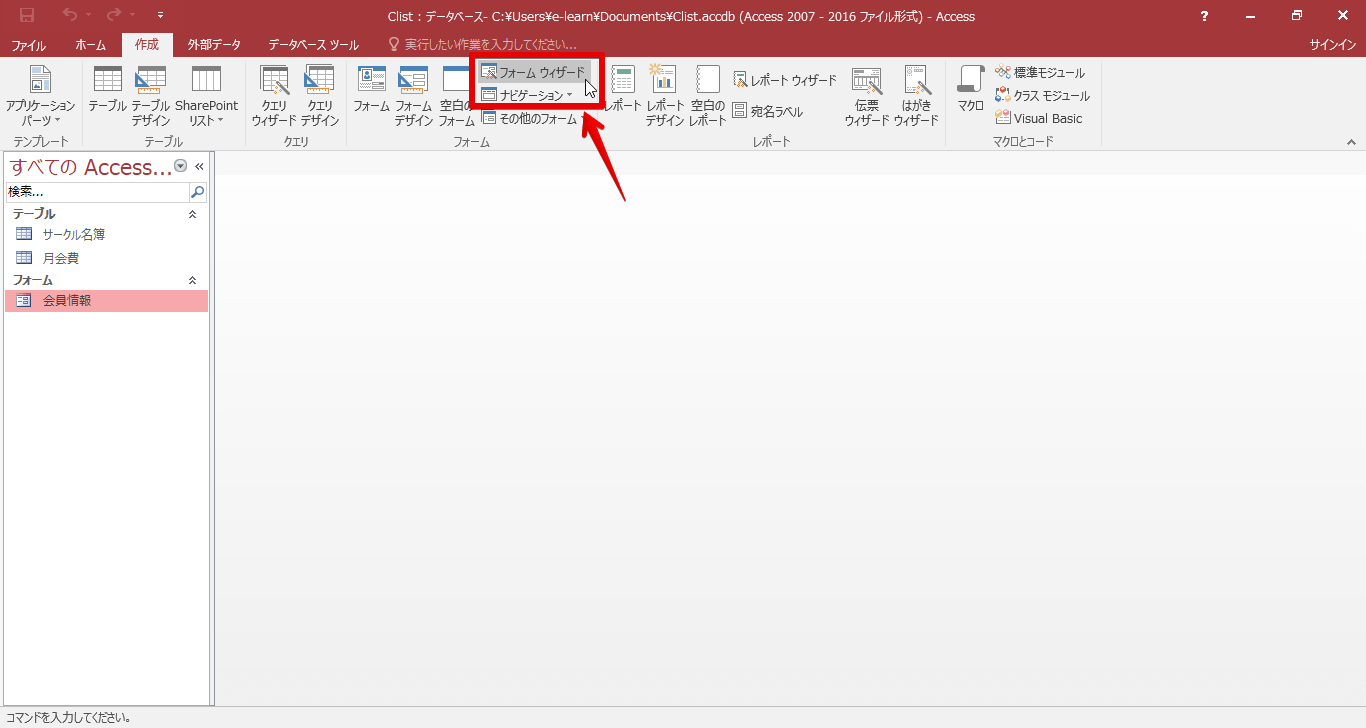 Clist : データベース- C:¥Users¥e-learn¥Documents¥Clist.accdb (Access 2007 - 2016 ファイル形式) - Access
?
ファイル ホーム 作成 外部データ データベース ツール 実行したい作業を入力してください... サインイン
アプリケーション パーツ
テーブル
テーブル デザイン
SharePoint リスト
クエリ ウィザード
クエリ デザイン
フォーム
フォーム デザイン
空白の フォーム
フォーム ウィザード
ナビゲーション
その他のフォーム
レポート
レポート デザイン
空白の レポート
レポート ウィザード
宛名ラベル
伝票 ウィザード
はがき ウィザード
マクロ
標準モジュール
クラス モジュール
Visual Basic
テンプレート テーブル クエリ フォーム レポート マクロとコード
すべての Access...
検索...
テーブル
サークル名簿
月会費
フォーム
会員情報
コマンドを入力してください。